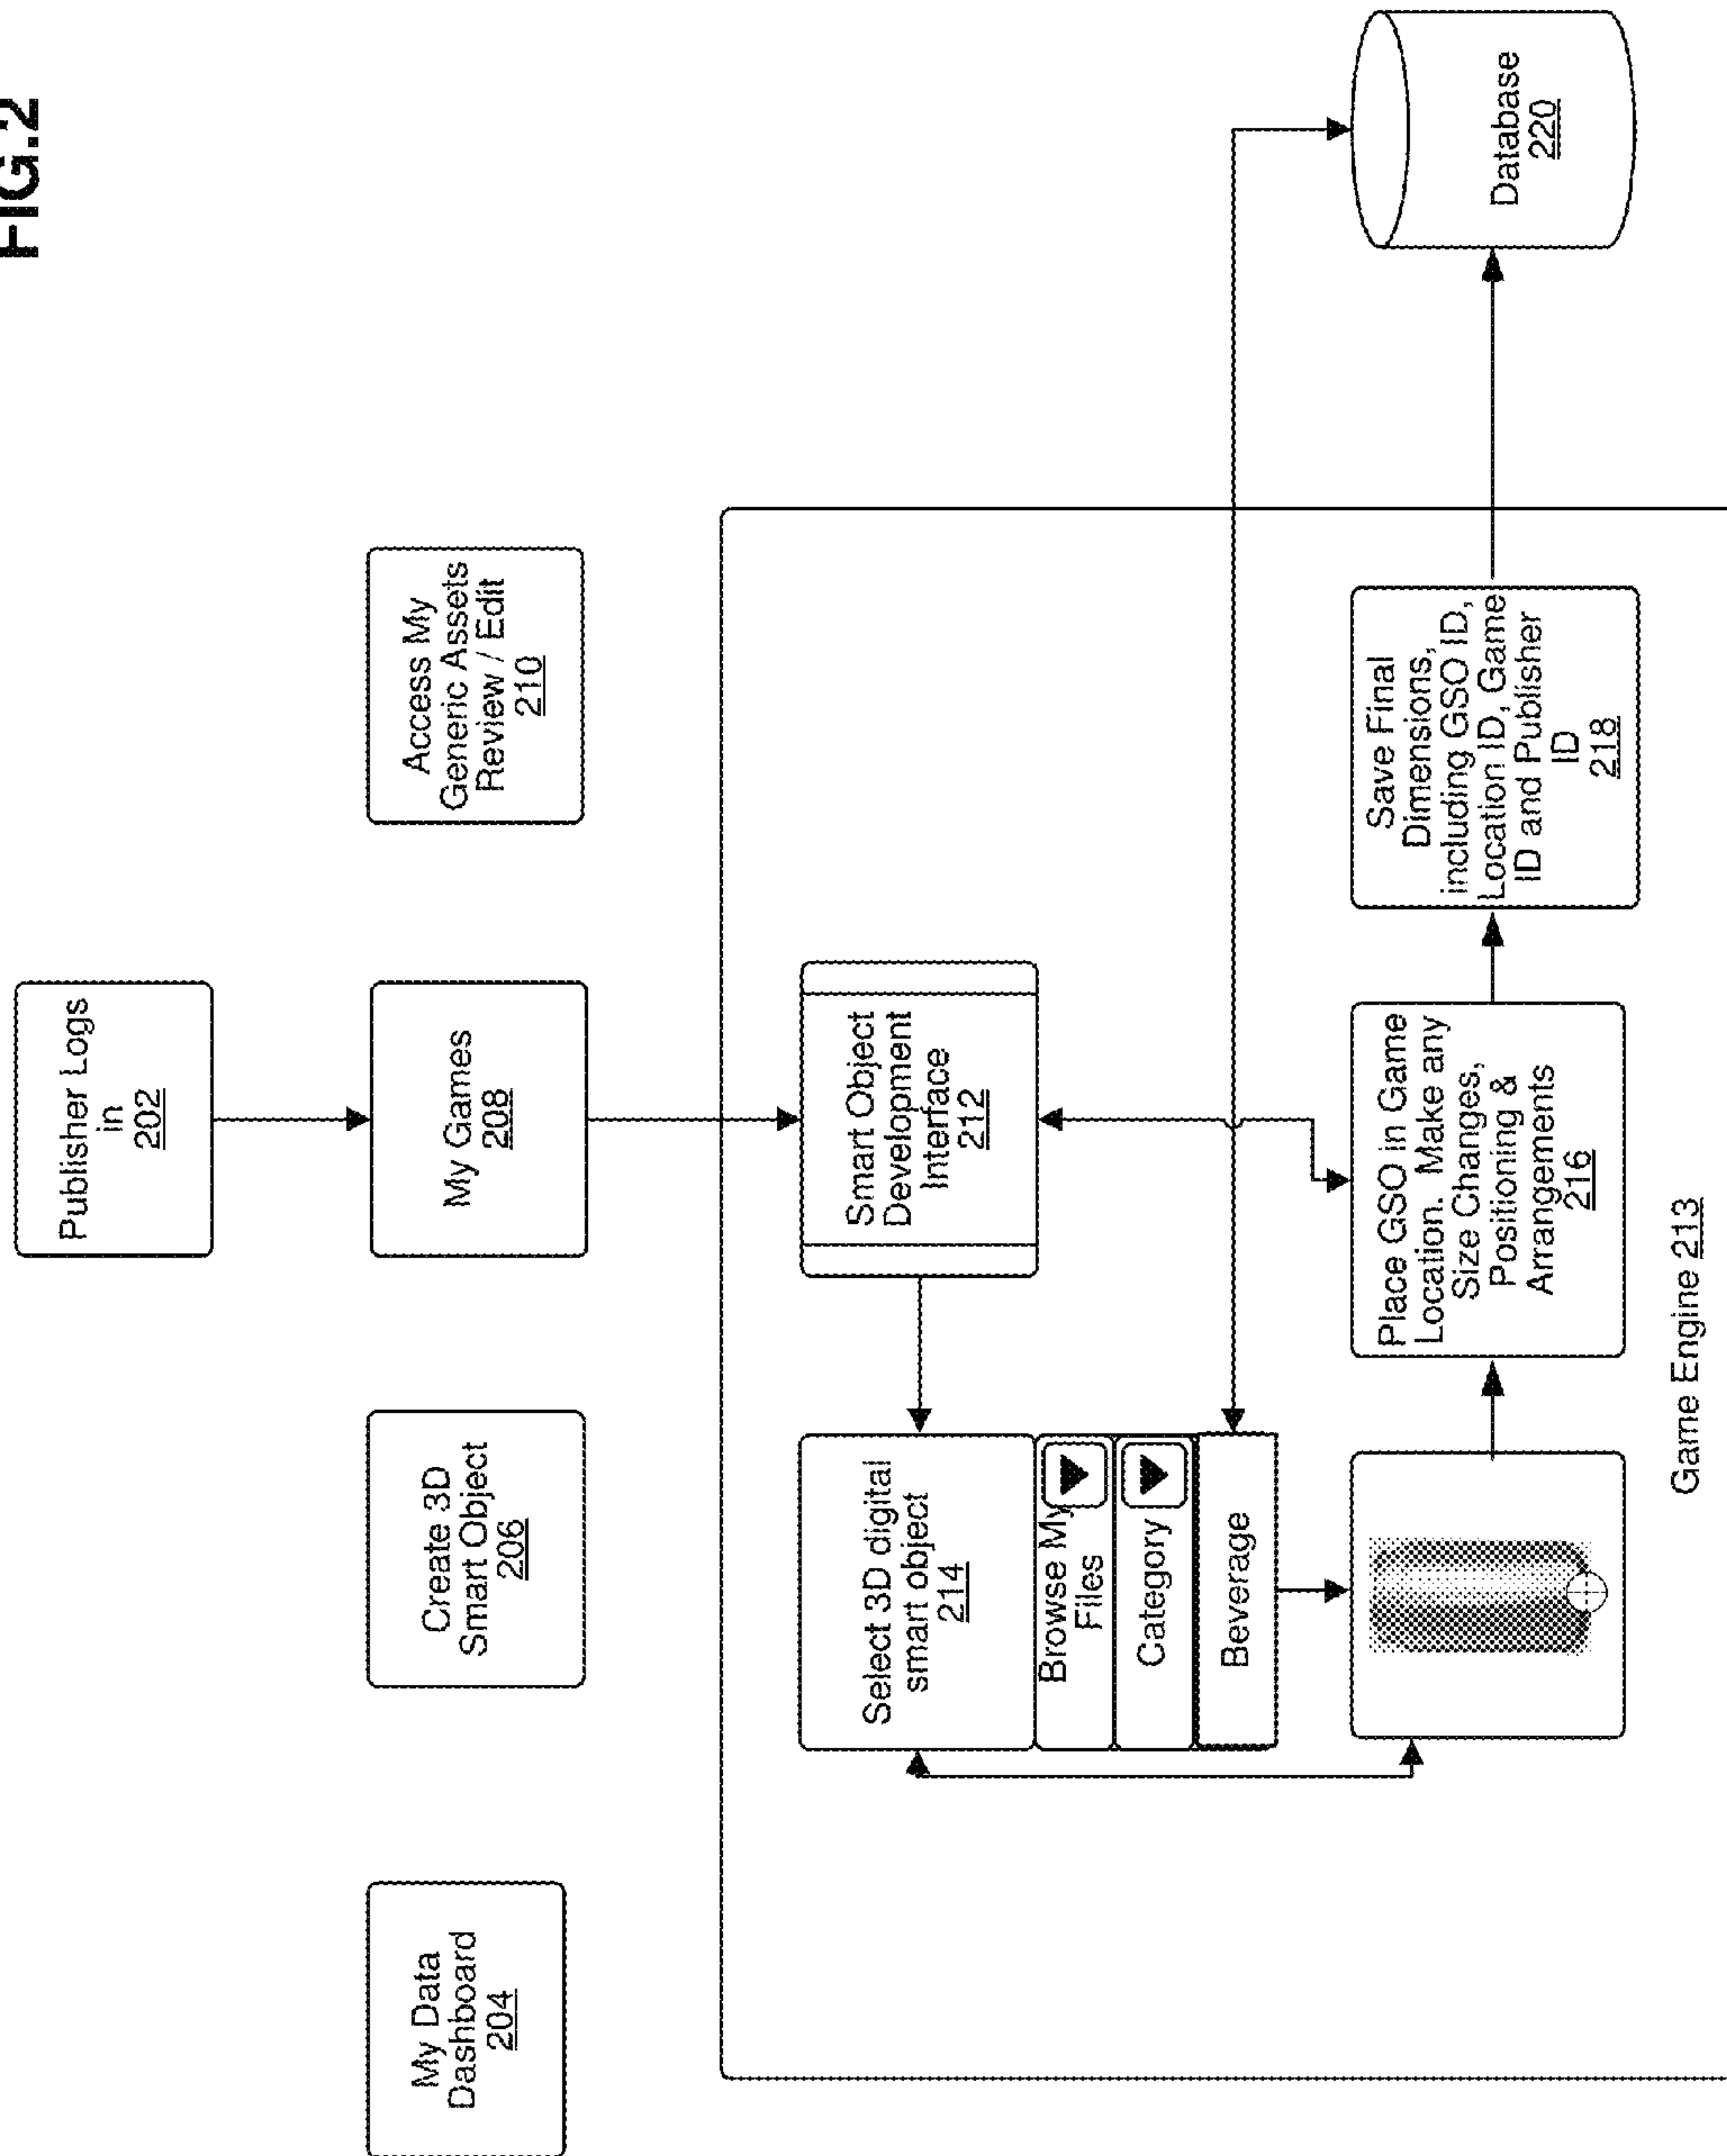 FIG.2
Publisher Logs
in
202
My Data
Dashboard
204
Create 3D
Smart Object
206
My Games
208
Access My
Generic Assets
Review / Edit
210
Select 3D digital
smart object
214
Browse My
Files
Category
Beverage
Smart Object
Development
Interface
212
Place GSO in Game
Location. Make any
Size Changes,
Positioning &
Arrangements
216
Save Final
Dimensions,
including GSO ID,
Location ID, Game
ID and Publisher
ID
218
Database
220
Game Engine 213